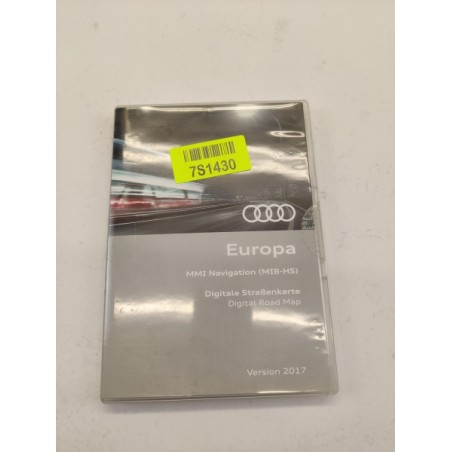 7S1430
Europa
MMI Navigation (MIB-HS)
Digitale Straßenkarte
Digital Road Map
Version 2017